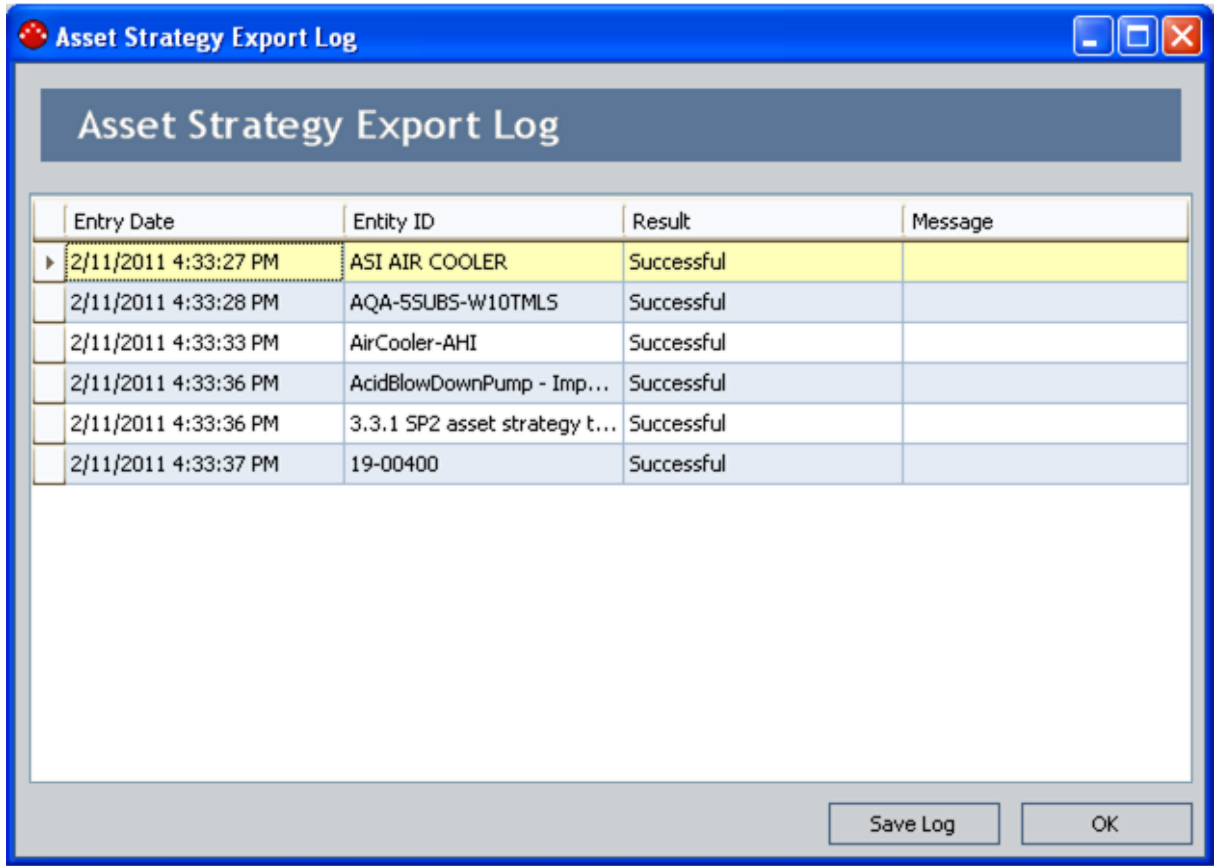 Asset Strategy Export Log
Asset Strategy Export Log
Entry Date Entity ID Result Message
2/11/2011 4:33:27 PM ASI AIR COOLER Successful
2/11/2011 4:33:28 PM AQA-5SUBS-W10TMLS Successful
2/11/2011 4:33:33 PM AirCooler-AHI Successful
2/11/2011 4:33:36 PM AcidBlowDownPump - Imp... Successful
2/11/2011 4:33:36 PM 3.3.1 SP2 asset strategy t... Successful
2/11/2011 4:33:37 PM 19-00400 Successful
Save Log OK